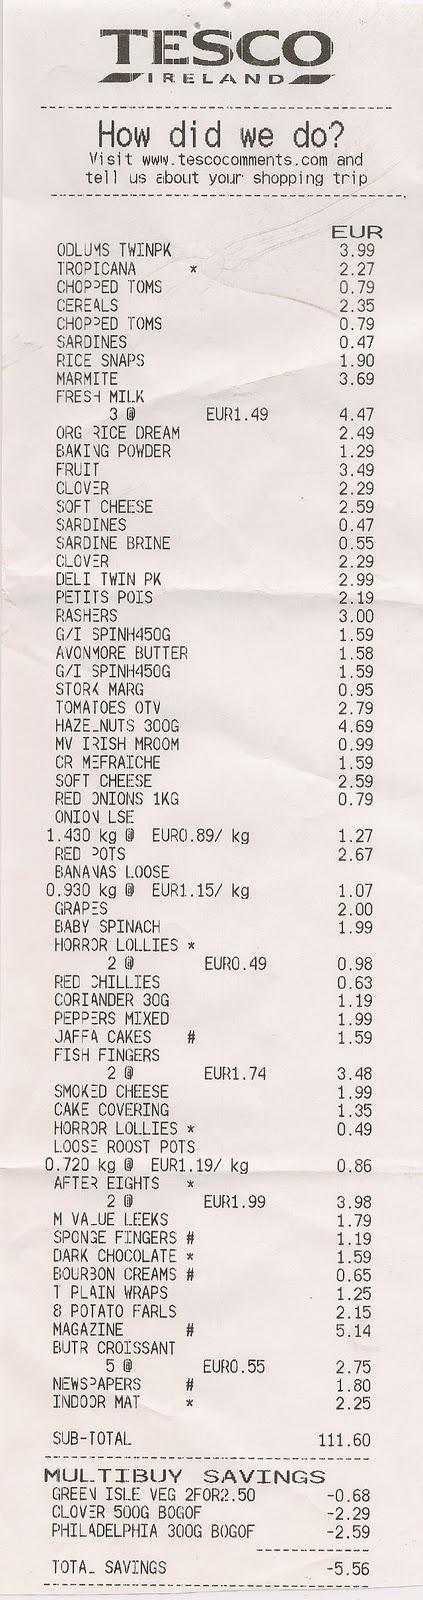 TESCO
IRELAND
How did we do?
Visit www.tescocomments.com and
tell us about your shopping trip
EUR
ODLUMS TWINPK 3.99
TROPICANA * 2.27
CHOPPED TOMS 0.79
CEREALS 2.35
CHOPPED TOMS 0.79
SARDINES 0.47
RICE SNAPS 1.90
MARMITE 3.69
FRESH MILK
3 @ EUR1.49 4.47
ORG RICE DREAM 2.49
BAKING POWDER 1.29
FRUIT 3.49
CLOVER 2.29
SOFT CHEESE 2.59
SARDINES 0.47
SARDINE BRINE 0.55
CLOVER 2.29
DELI TWIN PK 2.99
PETITS POIS 2.19
RASHERS 3.00
G/I SPINH450G 1.59
AVONMORE BUTTER 1.58
G/I SPINH450G 1.59
STORK MARG 0.95
TOMATOES OTV 2.79
HAZELNUTS 300G 4.69
MV IRISH MROOM 0.99
CR MEFRAICHE 1.59
SOFT CHEESE 2.59
RED ONIONS 1KG 0.79
ONION LSE
1.430 kg @ EUR0.89/ kg 1.27
RED POTS 2.67
BANANAS LOOSE
0.930 kg @ EUR1.15/ kg 1.07
GRAPES 2.00
BABY SPINACH 1.99
HORROR LOLLIES *
2 @ EUR0.49 0.98
RED CHILLIES 0.63
CORIANDER 30G 1.19
PEPPERS MIXED 1.99
JAFFA CAKES # 1.59
FISH FINGERS
2 @ EUR1.74 3.48
SMOKED CHEESE 1.99
CAKE COVERING 1.35
HORROR LOLLIES * 0.49
LOOSE ROOST POTS
0.720 kg @ EUR1.19/ kg 0.86
AFTER EIGHTS *
2 @ EUR1.99 3.98
M VALUE LEEKS 1.79
SPONGE FINGERS # 1.19
DARK CHOCOLATE * 1.59
BOURBON CREAMS # 0.65
T PLAIN WRAPS 1.25
8 POTATO FARLS 2.15
MAGAZINE # 5.14
BUTR CROISSANT
5 @ EUR0.55 2.75
NEWSPAPERS # 1.80
INDOOR MAT * 2.25
SUB-TOTAL 111.60
MULTIBUY SAVINGS
GREEN ISLE VEG 2FOR2.50 -0.68
CLOVER 500G BOGOF -2.29
PHILADELPHIA 300G BOGOF -2.59
TOTAL SAVINGS -5.56